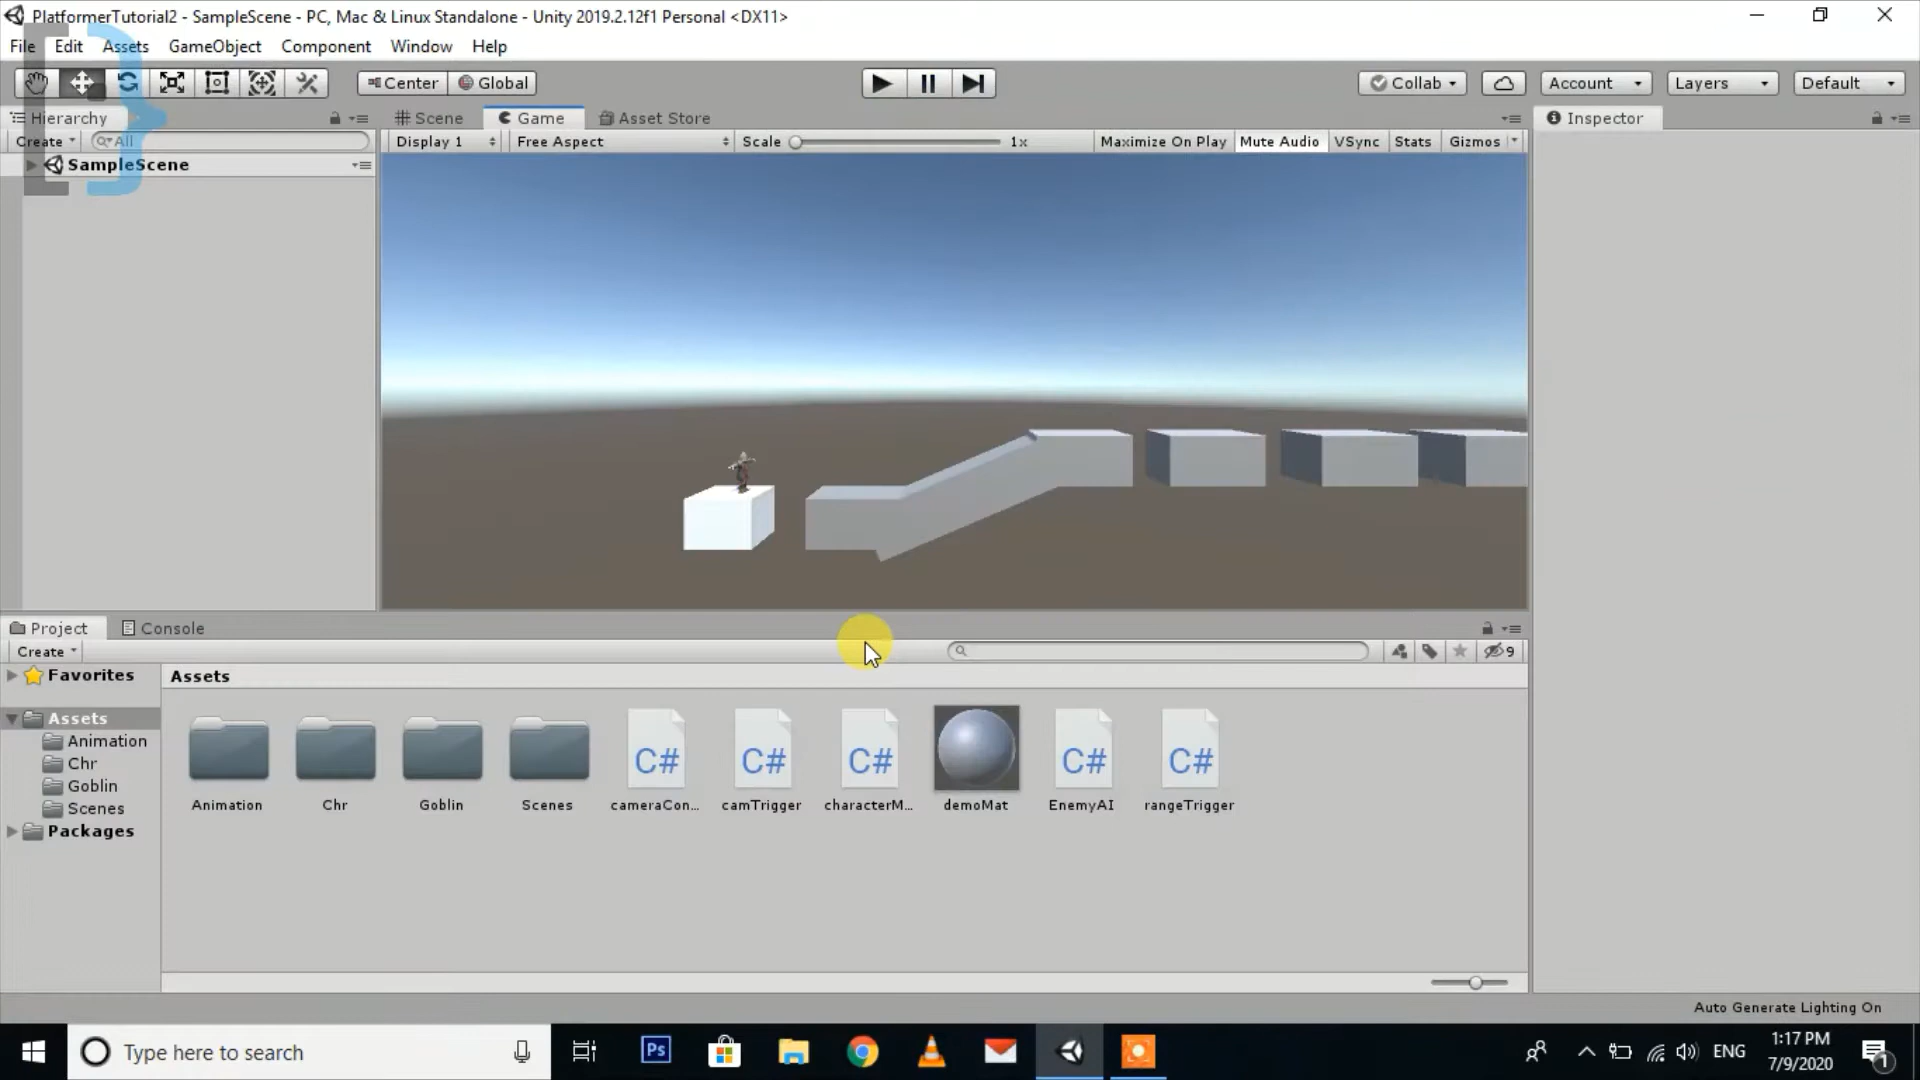 PlatformerTutorial2 - SampleScene - PC, Mac & Linux Standalone - Unity 2019.2.12f1 Personal <DX11>
File Edit Assets GameObject Component Window Help
Center Global Collab Account Layers Default
Hierarchy Scene Game Asset Store Inspector
Create All Display 1 Free Aspect Scale 1x Maximize On Play Mute Audio VSync Stats Gizmos
SampleScene
Project Console
Create 9
Favorites Assets
Assets
Animation
Chr
Goblin
Scenes
Packages
C# C# C# C# C#
Animation Chr Goblin Scenes cameraCon... camTrigger characterM... demoMat EnemyAI rangeTrigger
Auto Generate Lighting On
Type here to search Ps ENG 1:17 PM
7/9/2020 1